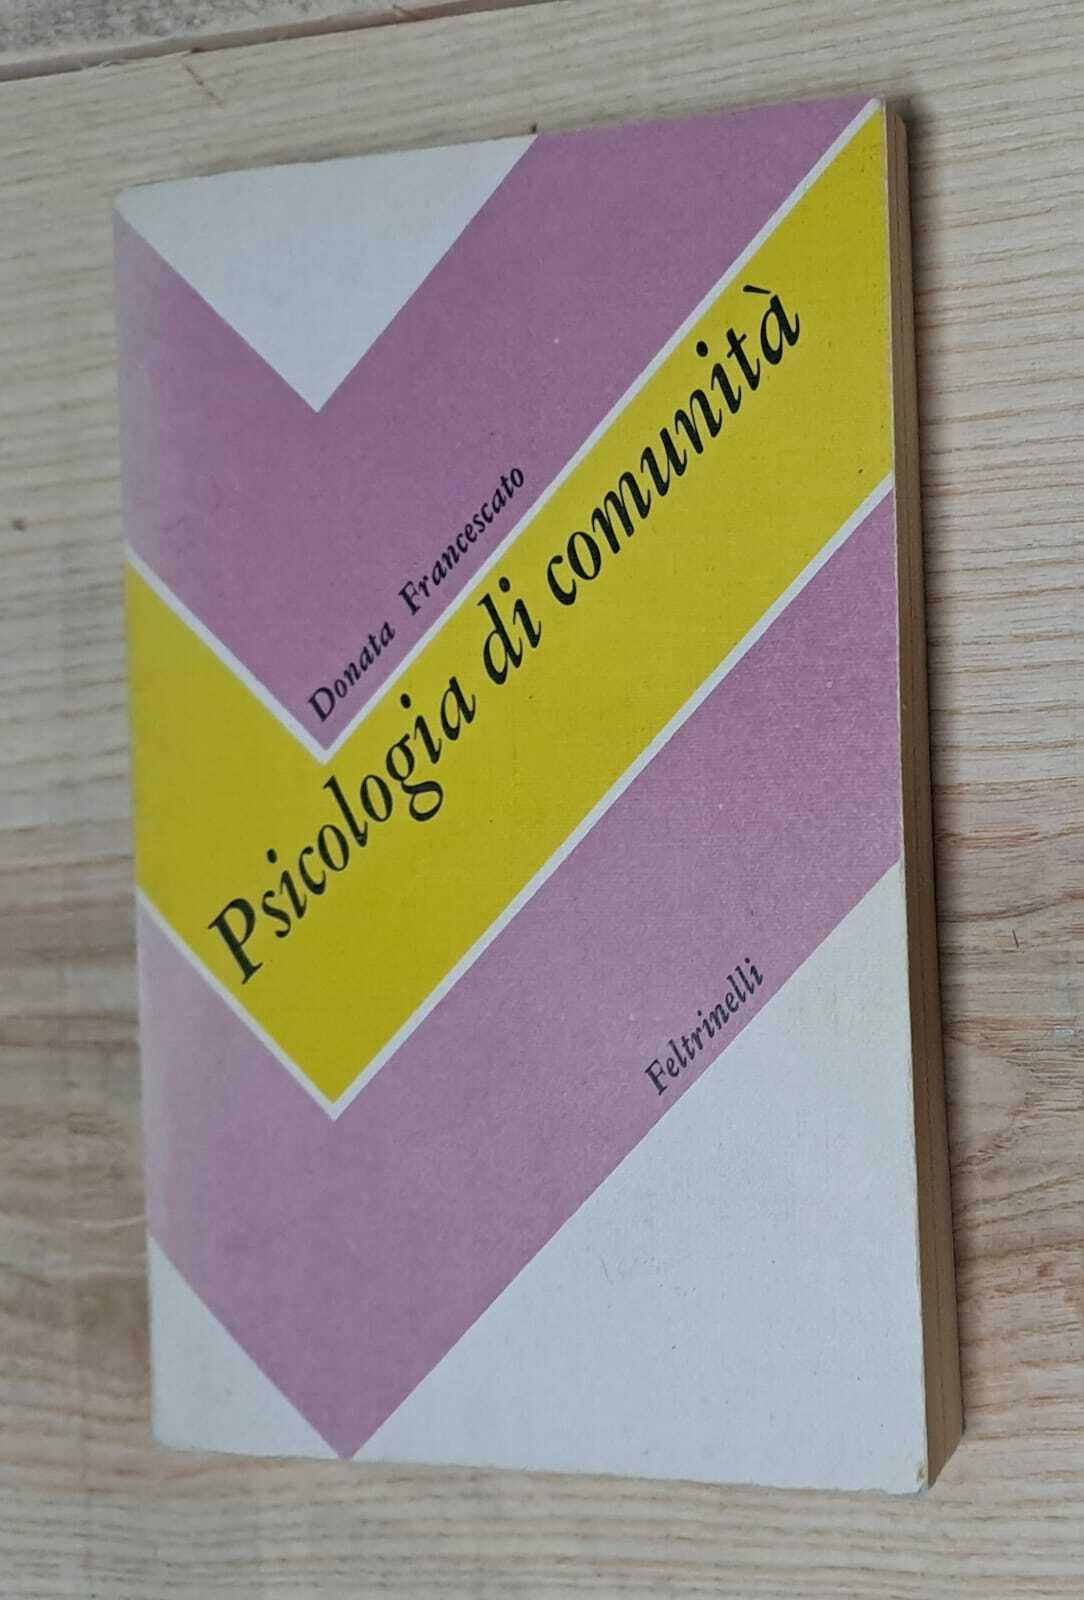 Donata Francescato
Psicologia di comunità
Feltrinelli